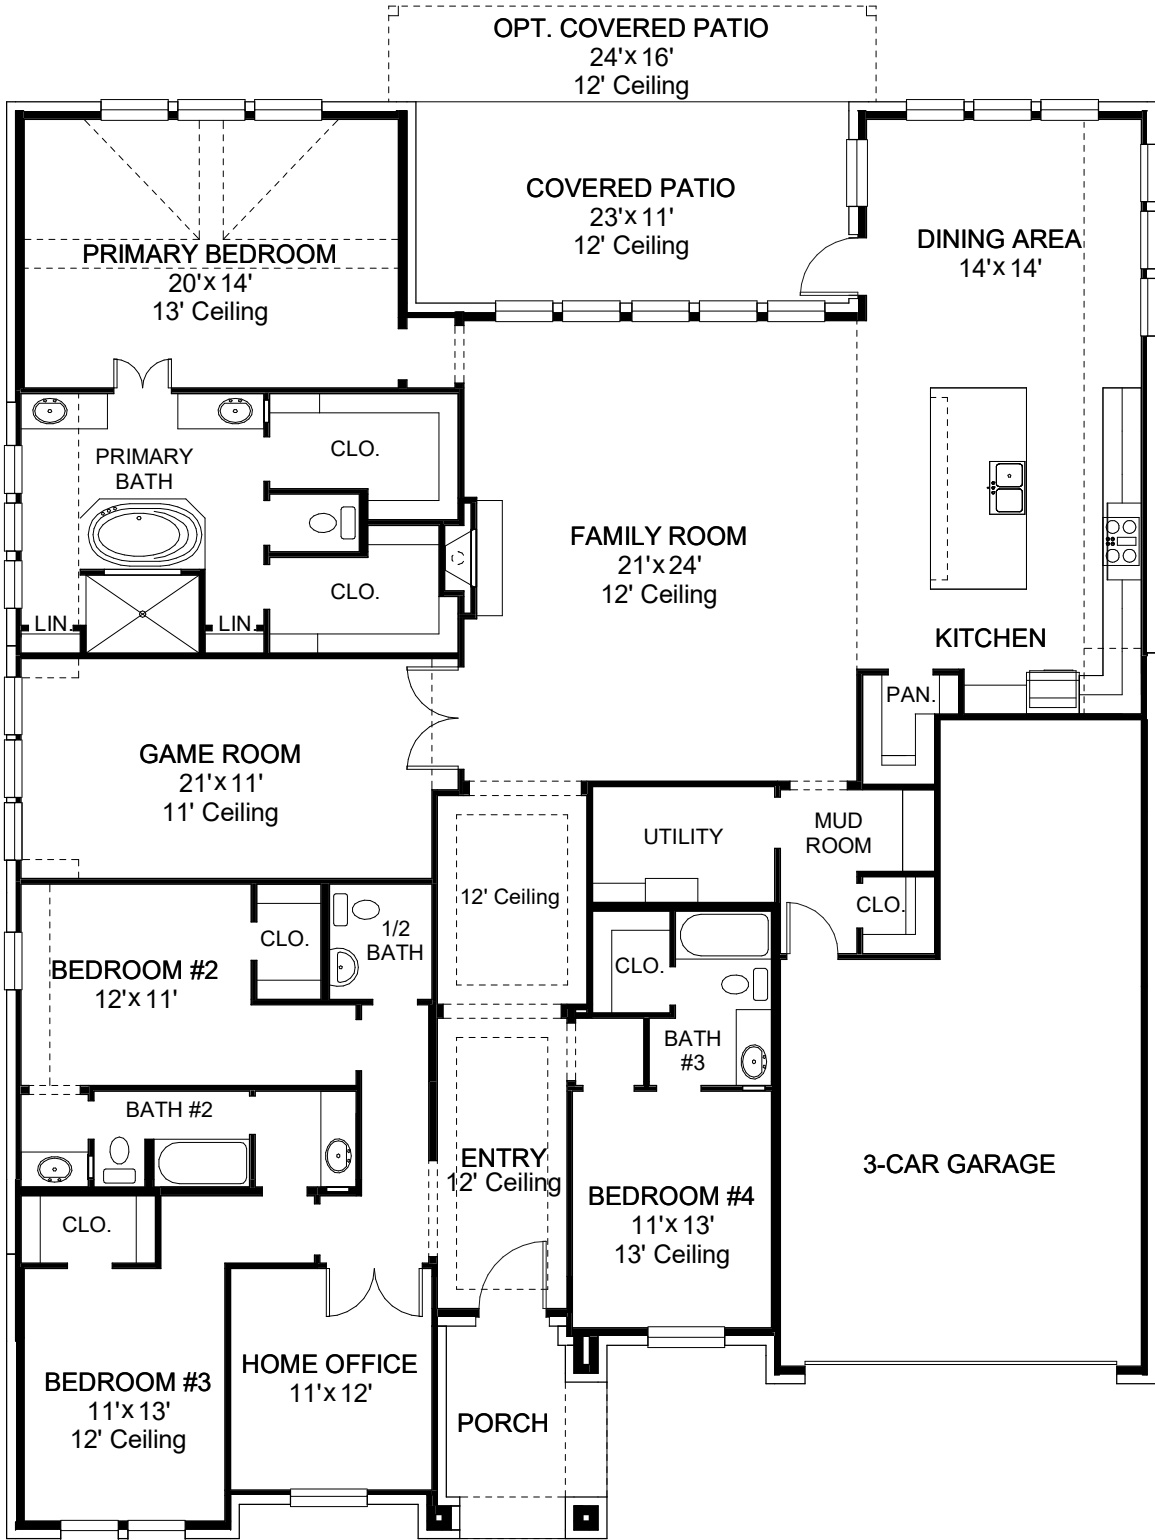 OPT. COVERED PATIO
24'x 16'
12' Ceiling
COVERED PATIO
23'x 11'
12' Ceiling
DINING AREA
14'x 14'
PRIMARY BEDROOM
20'x 14'
13' Ceiling
PRIMARY
BATH
CLO.
FAMILY ROOM
21'x 24'
12' Ceiling
CLO.
LIN.
LIN.
KITCHEN
PAN.
GAME ROOM
21'x 11'
11' Ceiling
UTILITY
MUD
ROOM
12' Ceiling
CLO.
CLO.
1/2
BATH
BEDROOM #2
12'x 11'
CLO.
BATH
#3
BATH #2
ENTRY
12' Ceiling
3-CAR GARAGE
BEDROOM #4
11'x 13'
13' Ceiling
CLO.
HOME OFFICE
11'x 12'
BEDROOM #3
11'x 13'
12' Ceiling
PORCH